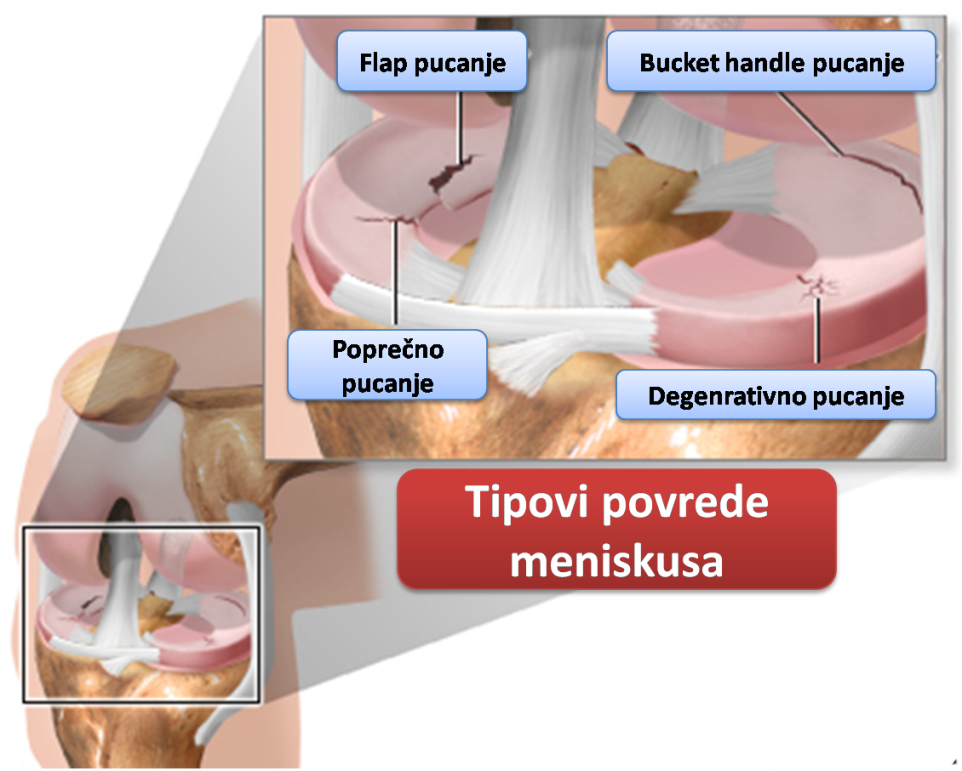 Flap pucanje
Bucket handle pucanje
Poprečno
pucanje
Degenrativno pucanje
Tipovi povrede
meniskusa